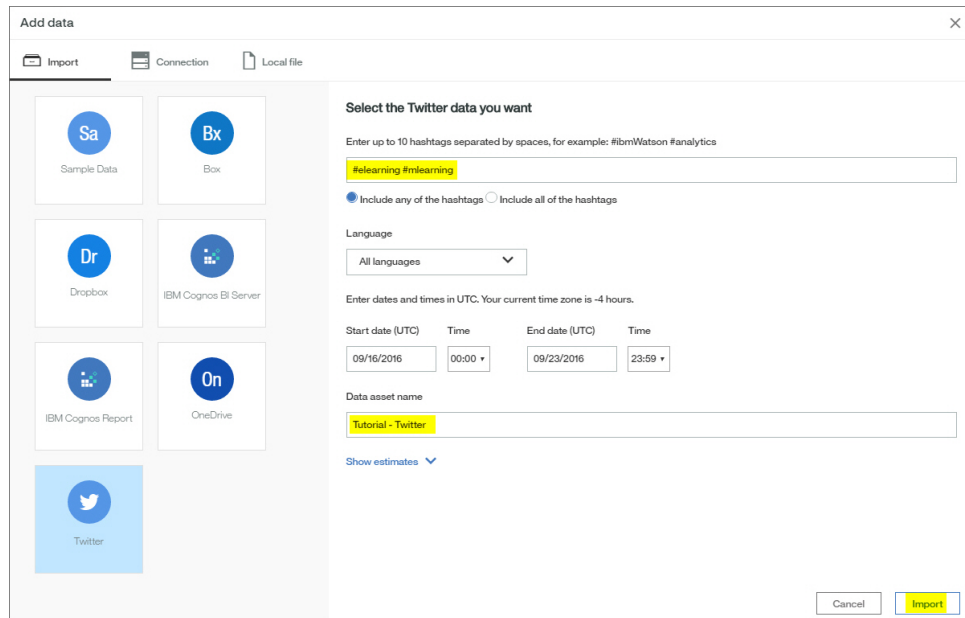 Add data
Import
Connection
Local file
Sa
Sample Data
Bx
Box
Dr
Dropbox
IBM Cognos BI Server
IBM Cognos Report
On
OneDrive
Twitter
Select the Twitter data you want
Enter up to 10 hashtags separated by spaces, for example: #ibmWatson #analytics
#elearning #mlearning
Include any of the hashtags Include all of the hashtags
Language
All languages
Enter dates and times in UTC. Your current time zone is -4 hours.
Start date (UTC) Time End date (UTC) Time
09/16/2016 00:00 09/23/2016 23:59
Data asset name
Tutorial - Twitter
Show estimates
Cancel Import